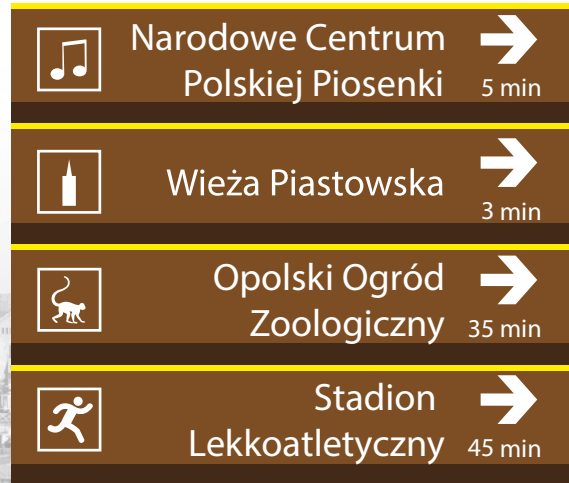 Narodowe Centrum
Polskiej Piosenki
5 min
Wieża Piastowska
3 min
Opolski Ogród
Zoologiczny
35 min
Stadion
Lekkoatletyczny
45 min